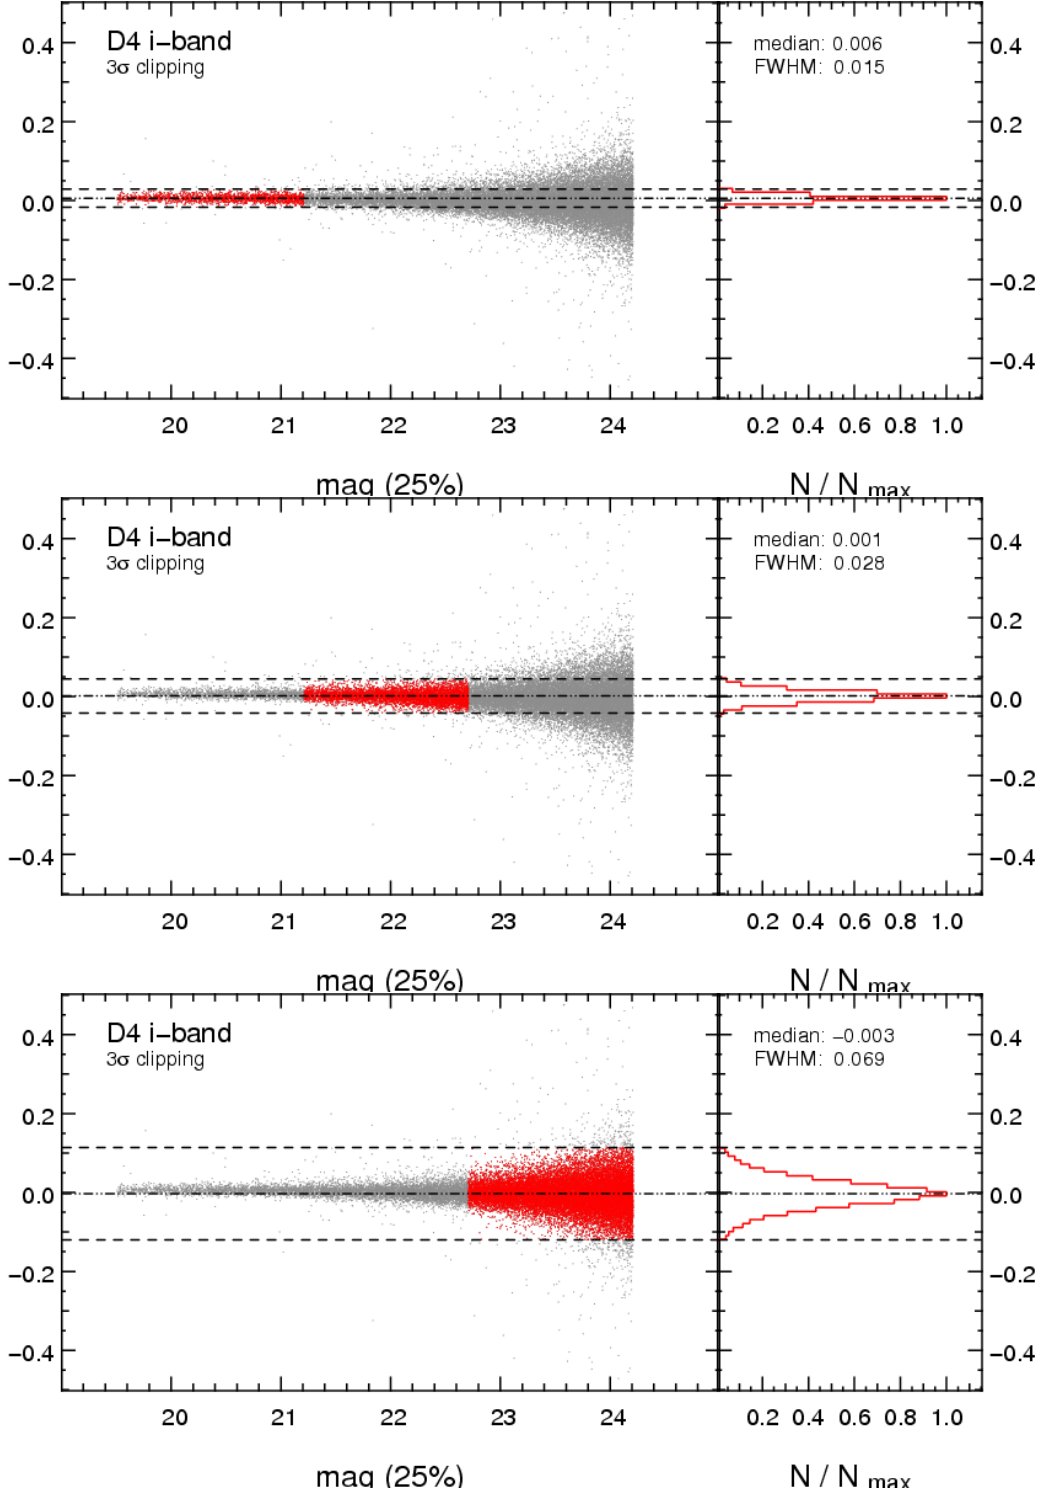 D4 i−band
3σ clipping
median: 0.006
FWHM: 0.015
0.4
0.2
0.0
−0.2
−0.4
0.4
0.2
0.0
−0.2
−0.4
20 21 22 23 24
0.2 0.4 0.6 0.8 1.0
mag (25%)
N / N max
D4 i−band
3σ clipping
median: 0.001
FWHM: 0.028
0.4
0.2
0.0
−0.2
−0.4
0.4
0.2
0.0
−0.2
−0.4
20 21 22 23 24
0.2 0.4 0.6 0.8 1.0
mag (25%)
N / N max
D4 i−band
3σ clipping
median: −0.003
FWHM: 0.069
0.4
0.2
0.0
−0.2
−0.4
0.4
0.2
0.0
−0.2
−0.4
20 21 22 23 24
0.2 0.4 0.6 0.8 1.0
mag (25%)
N / N max